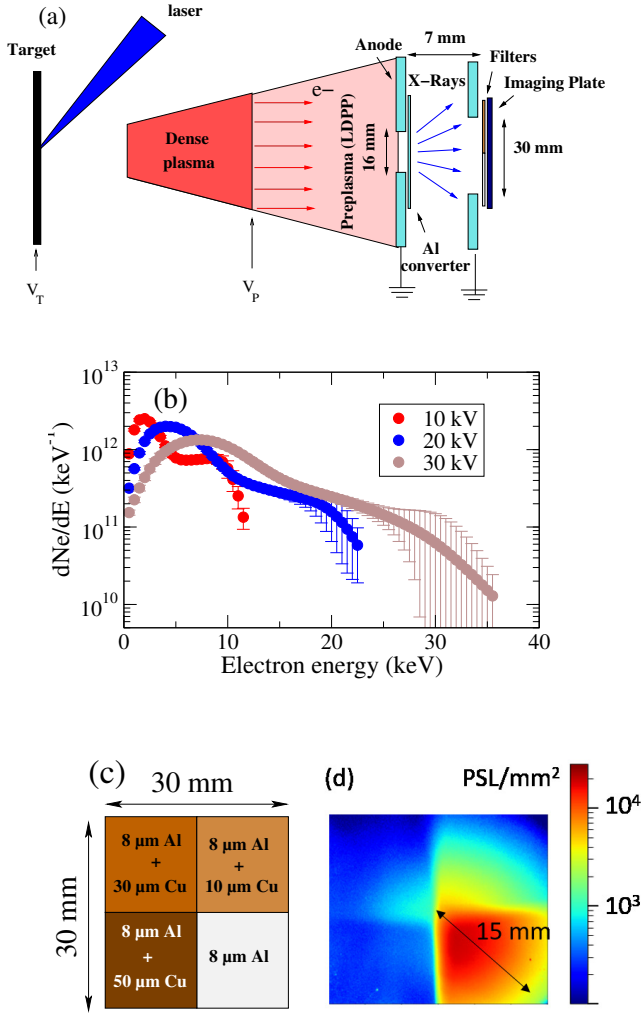 (a)
laser
Target
Anode
7 mm
Filters
X−Rays
Imaging Plate
e−
Dense
plasma
Preplasma (LDPP)
16 mm
30 mm
Al
converter
V_T
V_P
(b)
10^13
10^12
10^11
10^10
dNe/dE (keV^−1)
10 kV
20 kV
30 kV
0
10
20
30
40
Electron energy (keV)
(c)
30 mm
30 mm
8 µm Al
+
30 µm Cu
8 µm Al
+
10 µm Cu
8 µm Al
+
50 µm Cu
8 µm Al
(d)
PSL/mm²
10^4
10^3
15 mm